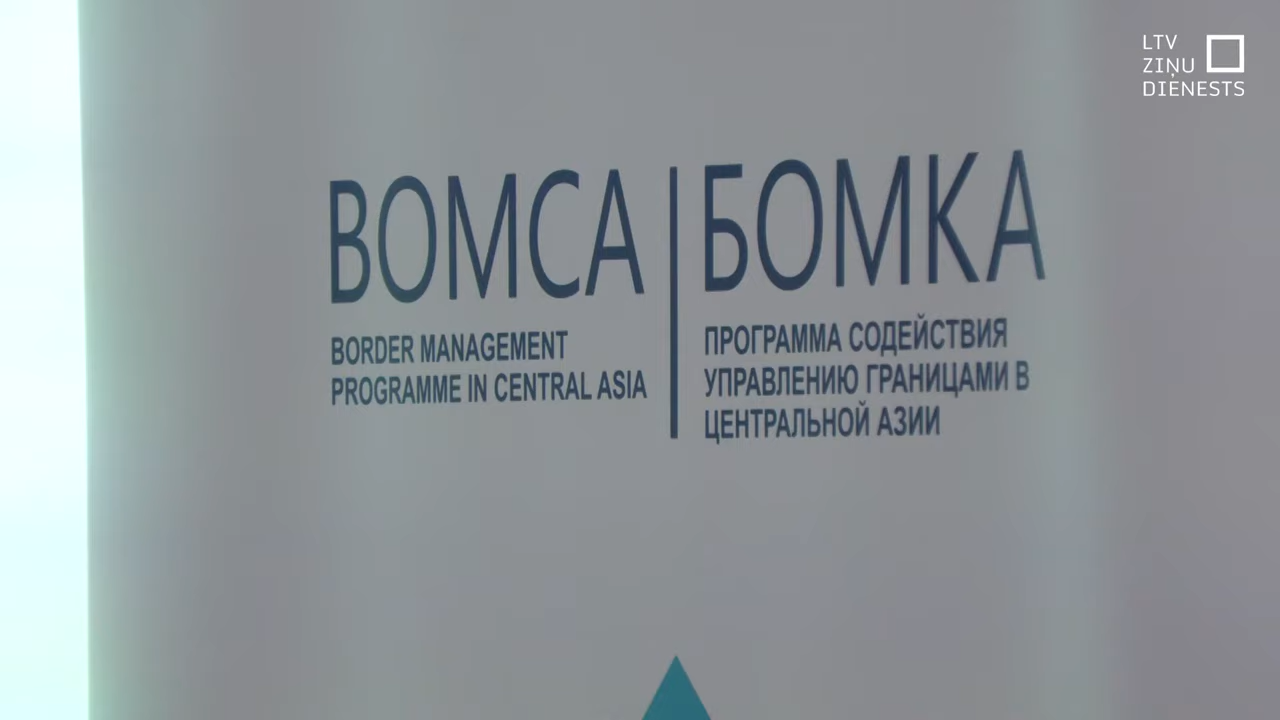 LTV
ZIŅU
DIENESTS
BOMCA
BORDER MANAGEMENT
PROGRAMME IN CENTRAL ASIA
БОМКА
ПРОГРАММА СОДЕЙСТВИЯ
УПРАВЛЕНИЮ ГРАНИЦАМИ В
ЦЕНТРАЛЬНОЙ АЗИИ